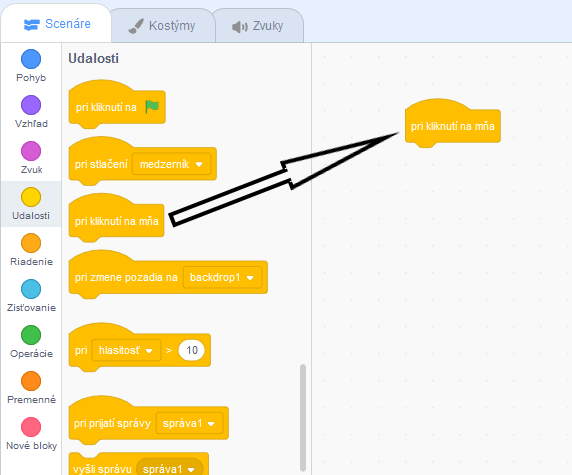 Scenáre
Kostýmy
Zvuky
Pohyb
Vzhľad
Zvuk
Udalosti
Riadenie
Zisťovanie
Operácie
Premenné
Nové bloky
Udalosti
pri kliknutí na
pri stlačení medzerník
pri kliknutí na mňa
pri zmene pozadia na backdrop1
pri hlasitosť > 10
pri prijatí správy správa1
vyšli správu správa1
pri kliknutí na mňa